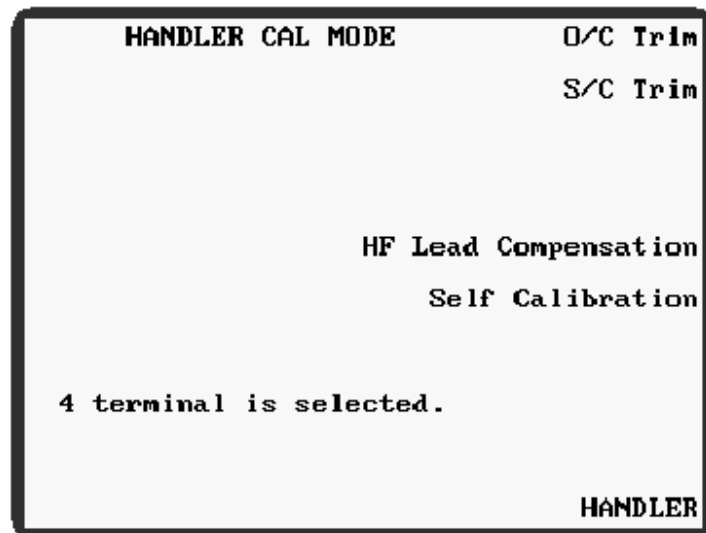 HANDLER CAL MODE O/C Trim
S/C Trim
HF Lead Compensation
Self Calibration
4 terminal is selected.
HANDLER